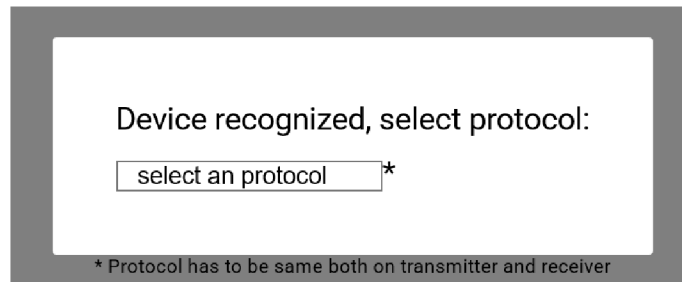 Device recognized, select protocol:
select an protocol *
* Protocol has to be same both on transmitter and receiver